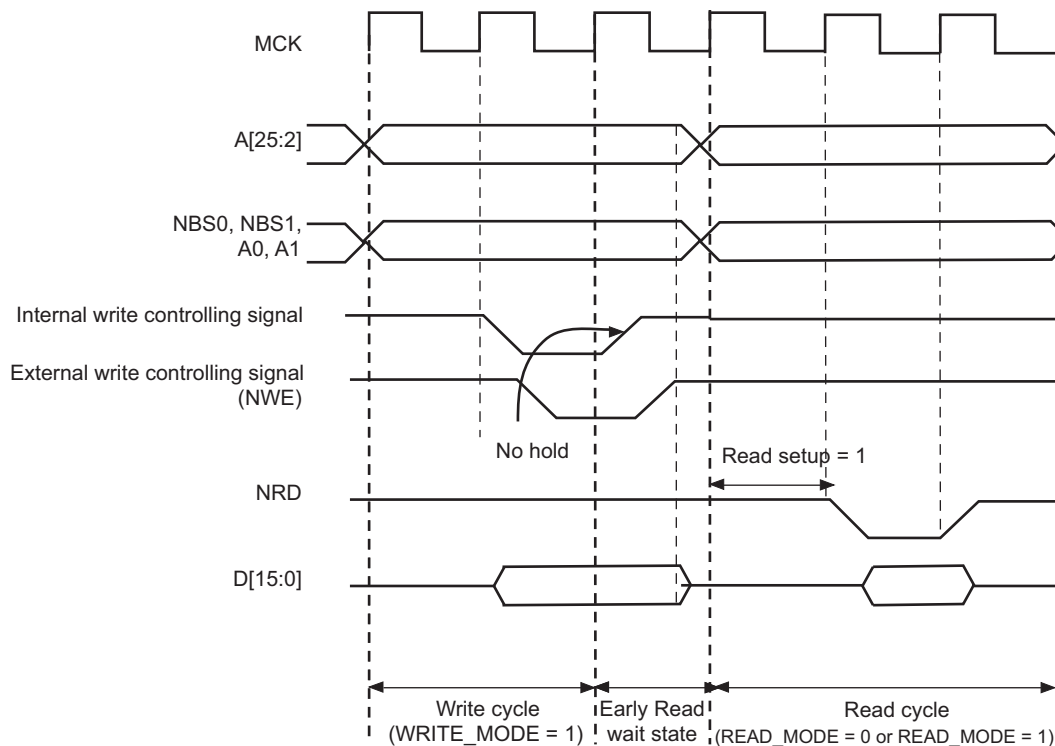 MCK
A[25:2]
NBS0, NBS1,
A0, A1
Internal write controlling signal
External write controlling signal
(NWE)
No hold
Read setup = 1
NRD
D[15:0]
Write cycle
(WRITE_MODE = 1)
Early Read
wait state
Read cycle
(READ_MODE = 0 or READ_MODE = 1)